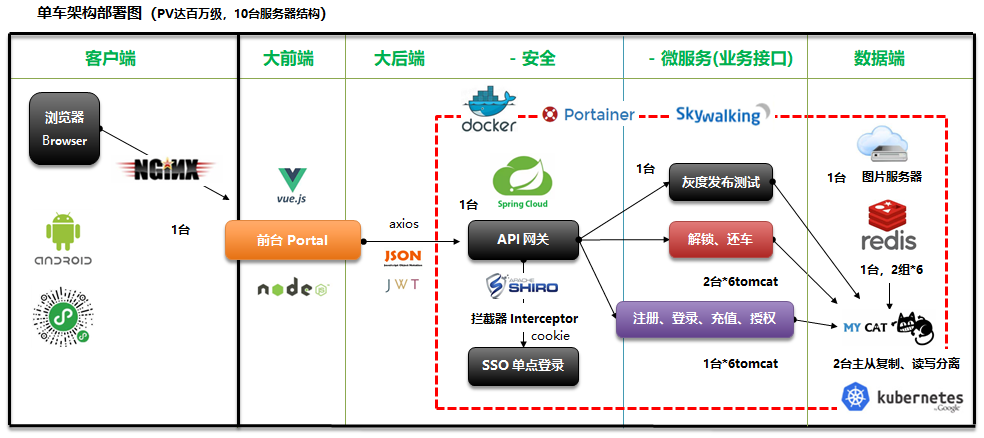 单车架构部署图（PV达百万级，10台服务器结构）
客户端
大前端
大后端
- 安全
- 微服务(业务接口)
数据端
浏览器
Browser
NGINX
1台
ANDROID
vue.js
前台 Portal
node
JS
axios
JSON
JWT
docker
Portainer
Skywalking
Spring Cloud
1台
API 网关
APACHE
SHIRO
拦截器 Interceptor
cookie
SSO 单点登录
1台
灰度发布测试
解锁、还车
2台*6tomcat
注册、登录、充值、授权
1台*6tomcat
1台
图片服务器
redis
1台，2组*6
MY CAT
2台主从复制、读写分离
kubernetes
by Google